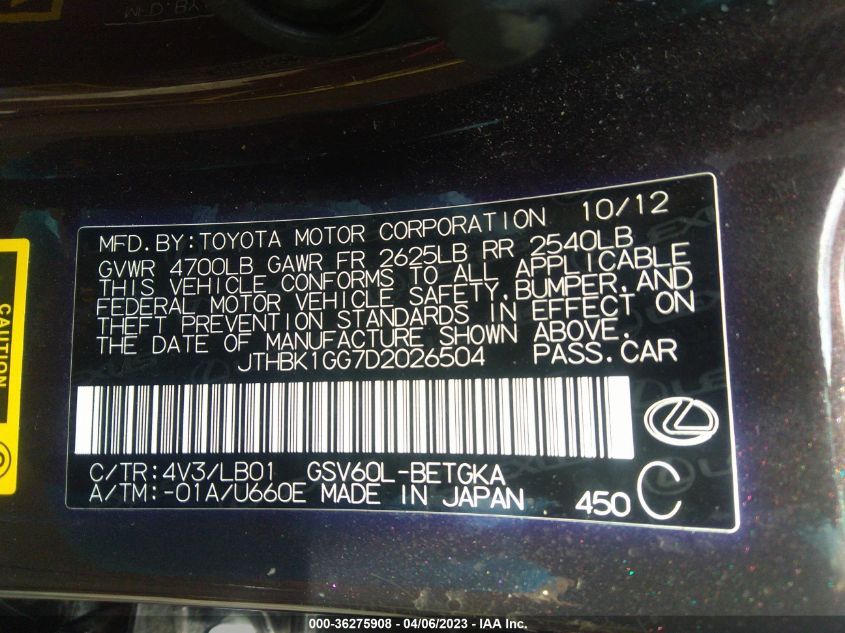 MFD.BY:TOYOTA MOTOR CORPORATION 10/12
GVWR 4700LB GAWR FR 2625LB RR 2540LB
THIS VEHICLE CONFORMS TO ALL APPLICABLE
FEDERAL MOTOR VEHICLE SAFETY,BUMPER,AND
THEFT PREVENTION STANDARDS IN EFFECT ON
THE DATE OF MANUFACTURE SHOWN ABOVE.
JTHBK1GG7D2026504 PASS.CAR
C/TR:4V3/LB01 GSV60L-BETGKA
A/TM:-01A/U660E MADE IN JAPAN 450 C
CAUTION
000-36275908 - 04/06/2023 - IAA Inc.